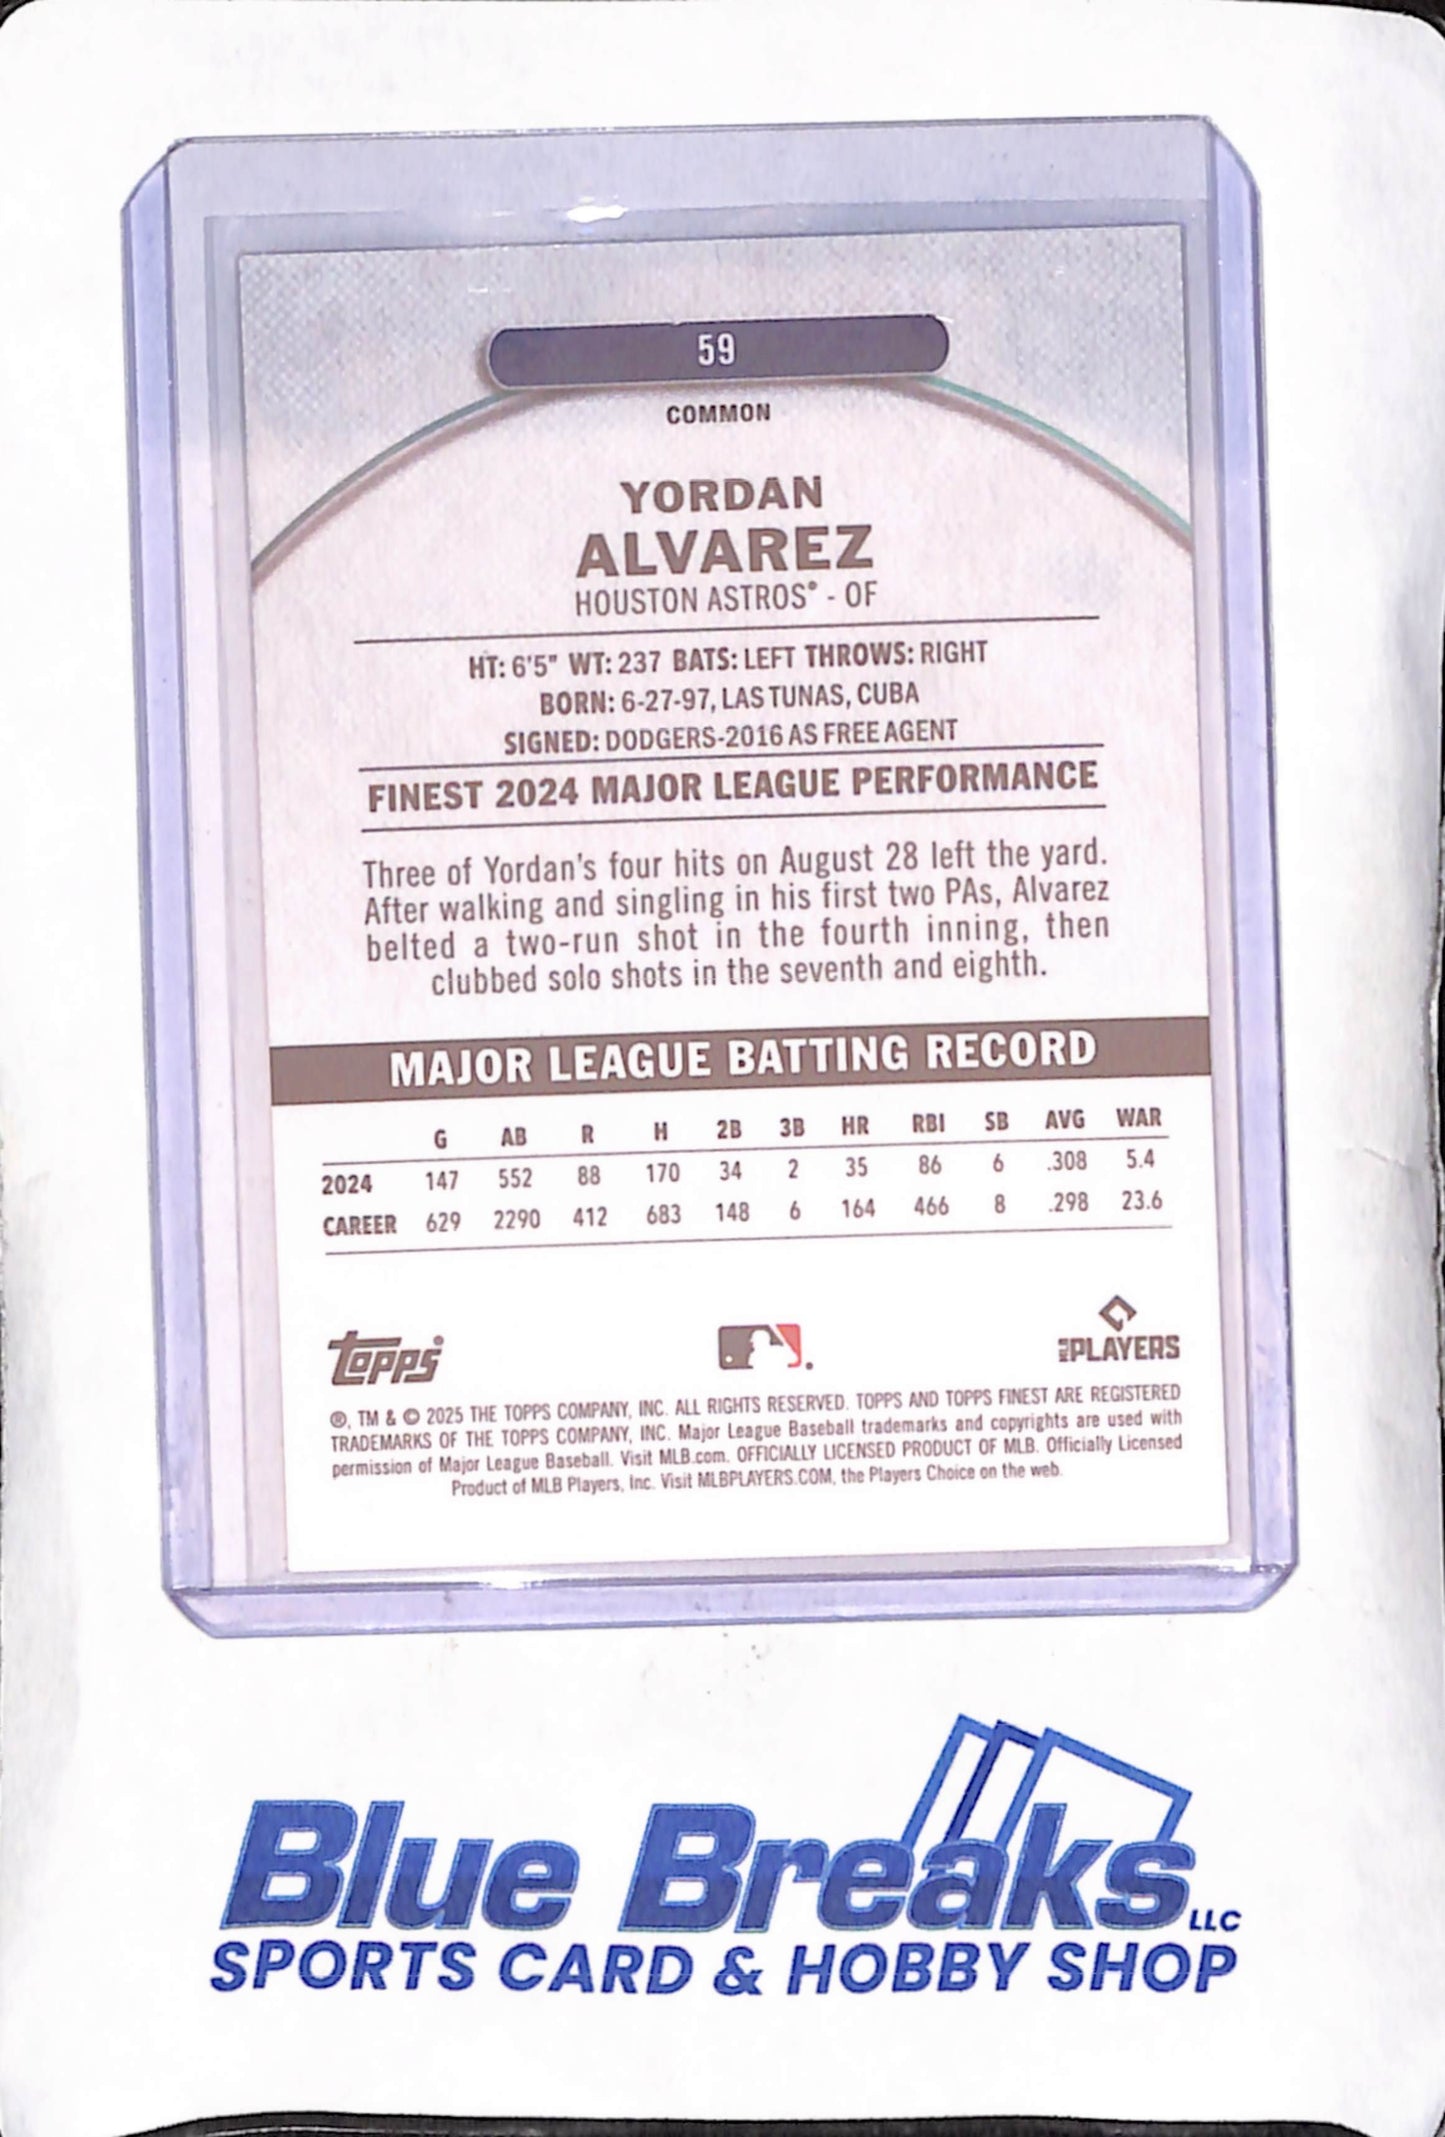 59
COMMON
YORDAN
ALVAREZ
HOUSTON ASTROS® - OF
HT: 6'5" WT: 237 BATS: LEFT THROWS: RIGHT
BORN: 6-27-97, LAS TUNAS, CUBA
SIGNED: DODGERS-2016 AS FREE AGENT
FINEST 2024 MAJOR LEAGUE PERFORMANCE
Three of Yordan's four hits on August 28 left the yard.
After walking and singling in his first two PAs, Alvarez
belted a two-run shot in the fourth inning, then
clubbed solo shots in the seventh and eighth.
MAJOR LEAGUE BATTING RECORD
G AB R H 2B 3B HR RBI SB AVG WAR
2024 147 552 88 170 34 2 35 86 6 .308 5.4
CAREER 629 2290 412 683 148 6 164 466 8 .298 23.6
Topps
MLB PLAYERS
®, TM & © 2025 THE TOPPS COMPANY, INC. ALL RIGHTS RESERVED. TOPPS AND TOPPS FINEST ARE REGISTERED
TRADEMARKS OF THE TOPPS COMPANY, INC. Major League Baseball trademarks and copyrights are used with
permission of Major League Baseball. Visit MLB.com. OFFICIALLY LICENSED PRODUCT OF MLB. Officially Licensed
Product of MLB Players, Inc. Visit MLBPLAYERS.COM, the Players Choice on the web.
Blue Breaks LLC
SPORTS CARD & HOBBY SHOP